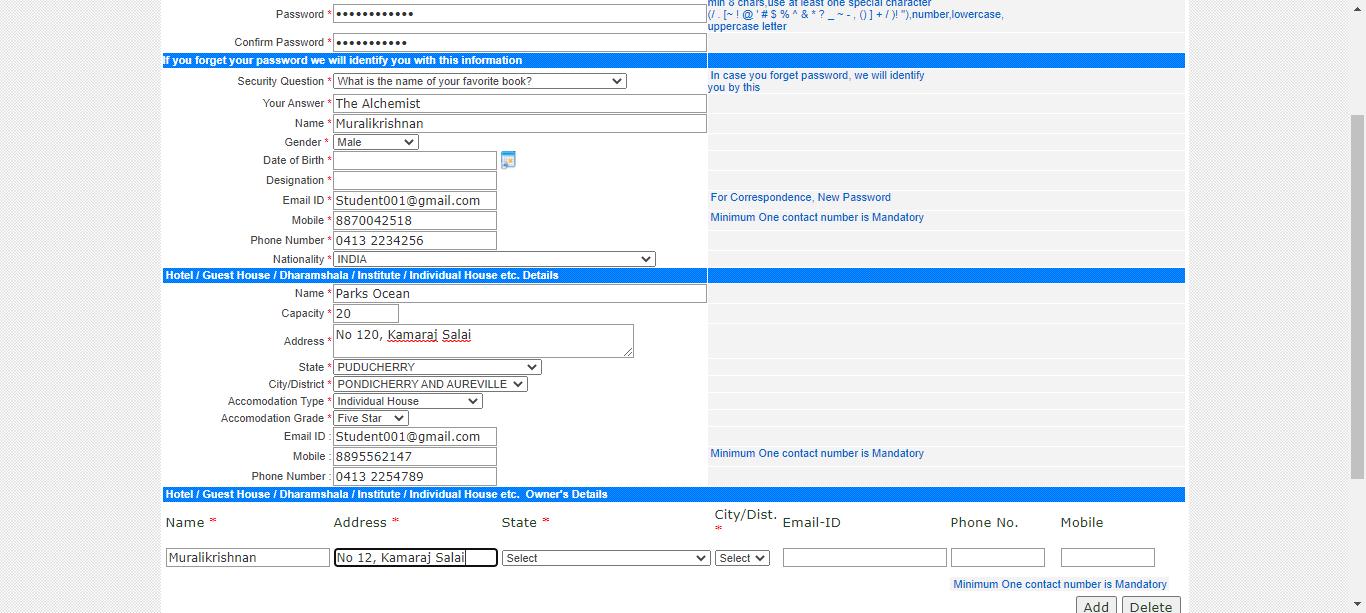 min 8 chars,use at least one special character
Password * ••••••••••••
(/ . [~ ! @ ' # $ % ^ & * ? _ ~ - , () ] + / )! "),number,lowercase,
uppercase letter
Confirm Password * •••••••••••
If you forget your password we will identify you with this information
Security Question * What is the name of your favorite book?
In case you forget password, we will identify
you by this
Your Answer * The Alchemist
Name * Muralikrishnan
Gender * Male
Date of Birth *
Designation *
Email ID * Student001@gmail.com
For Correspondence, New Password
Mobile * 8870042518
Minimum One contact number is Mandatory
Phone Number * 0413 2234256
Nationality * INDIA
Hotel / Guest House / Dharamshala / Institute / Individual House etc. Details
Name * Parks Ocean
Capacity * 20
Address * No 120, Kamaraj Salai
State * PUDUCHERRY
City/District * PONDICHERRY AND AUREVILLE
Accomodation Type * Individual House
Accomodation Grade * Five Star
Email ID : Student001@gmail.com
Mobile : 8895562147
Minimum One contact number is Mandatory
Phone Number : 0413 2254789
Hotel / Guest House / Dharamshala / Institute / Individual House etc. Owner's Details
Name * Address * State * City/Dist. * Email-ID Phone No. Mobile
Muralikrishnan No 12, Kamaraj Salai Select Select
Minimum One contact number is Mandatory
Add Delete